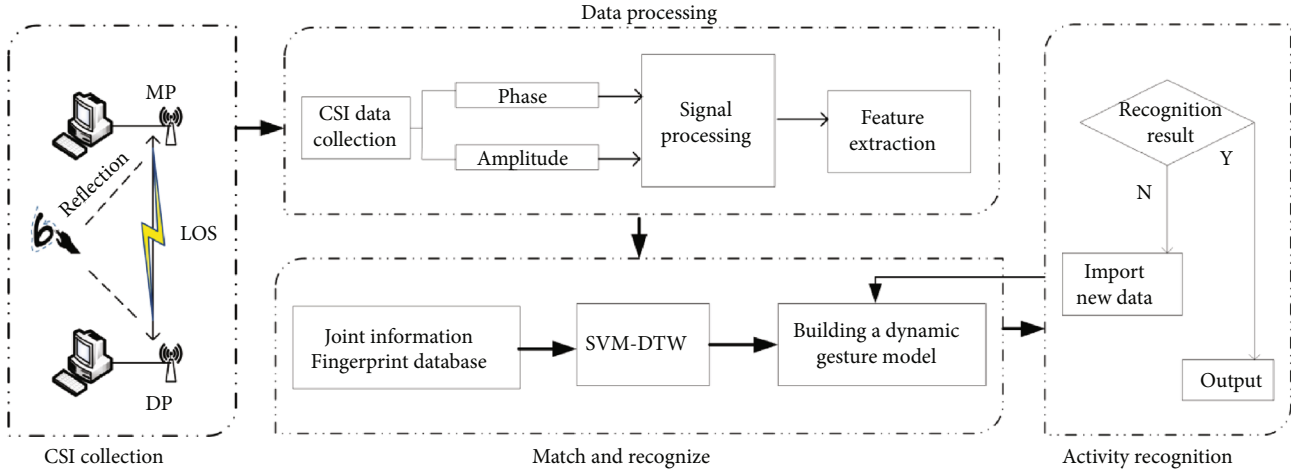 Data processing
MP
Reflection
6
LOS
DP
CSI collection
CSI data
collection
Phase
Amplitude
Signal
processing
Feature
extraction
Joint information
Fingerprint database
SVM-DTW
Building a dynamic
gesture model
Match and recognize
Recognition
result
Y
N
Import
new data
Output
Activity recognition